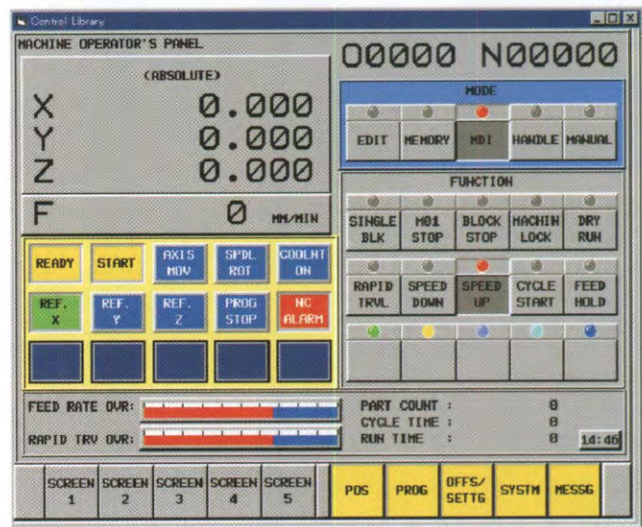 Control Library
MACHINE OPERATOR'S PANEL
(ABSOLUTE)
X 0.000
Y 0.000
Z 0.000
F 0 MM/MIN
READY START AXIS MOV SPDL ROT COOLNT ON
REF. X REF. Y REF. Z PROG STOP NC ALARM
FEED RATE OVR:
RAPID TRV OVR:
O0000 N00000
MODE
EDIT MEMORY MDI HANDLE MANUAL
FUNCTION
SINGLE BLK M01 STOP BLOCK STOP MACHIN LOCK DRY RUN
RAPID TRVL SPEED DOWN SPEED UP CYCLE START FEED HOLD
PART COUNT : 0
CYCLE TIME : 0
RUN TIME : 0
14:46
SCREEN 1 SCREEN 2 SCREEN 3 SCREEN 4 SCREEN 5 POS PROG OFFS/ SETTG SYSTM MESSG